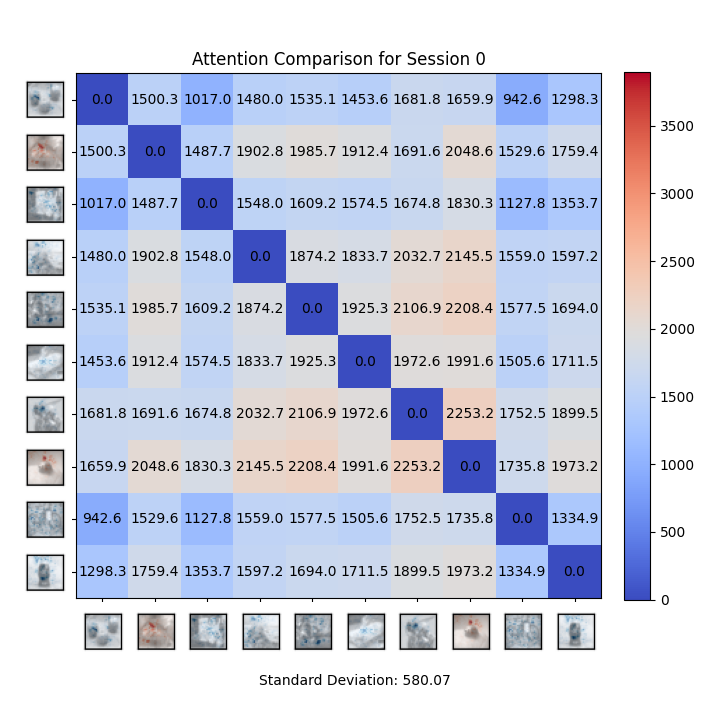 Attention Comparison for Session 0
0.0 1500.3 1017.0 1480.0 1535.1 1453.6 1681.8 1659.9 942.6 1298.3
1500.3 0.0 1487.7 1902.8 1985.7 1912.4 1691.6 2048.6 1529.6 1759.4
1017.0 1487.7 0.0 1548.0 1609.2 1574.5 1674.8 1830.3 1127.8 1353.7
1480.0 1902.8 1548.0 0.0 1874.2 1833.7 2032.7 2145.5 1559.0 1597.2
1535.1 1985.7 1609.2 1874.2 0.0 1925.3 2106.9 2208.4 1577.5 1694.0
1453.6 1912.4 1574.5 1833.7 1925.3 0.0 1972.6 1991.6 1505.6 1711.5
1681.8 1691.6 1674.8 2032.7 2106.9 1972.6 0.0 2253.2 1752.5 1899.5
1659.9 2048.6 1830.3 2145.5 2208.4 1991.6 2253.2 0.0 1735.8 1973.2
942.6 1529.6 1127.8 1559.0 1577.5 1505.6 1752.5 1735.8 0.0 1334.9
1298.3 1759.4 1353.7 1597.2 1694.0 1711.5 1899.5 1973.2 1334.9 0.0
3500
3000
2500
2000
1500
1000
500
0
Standard Deviation: 580.07